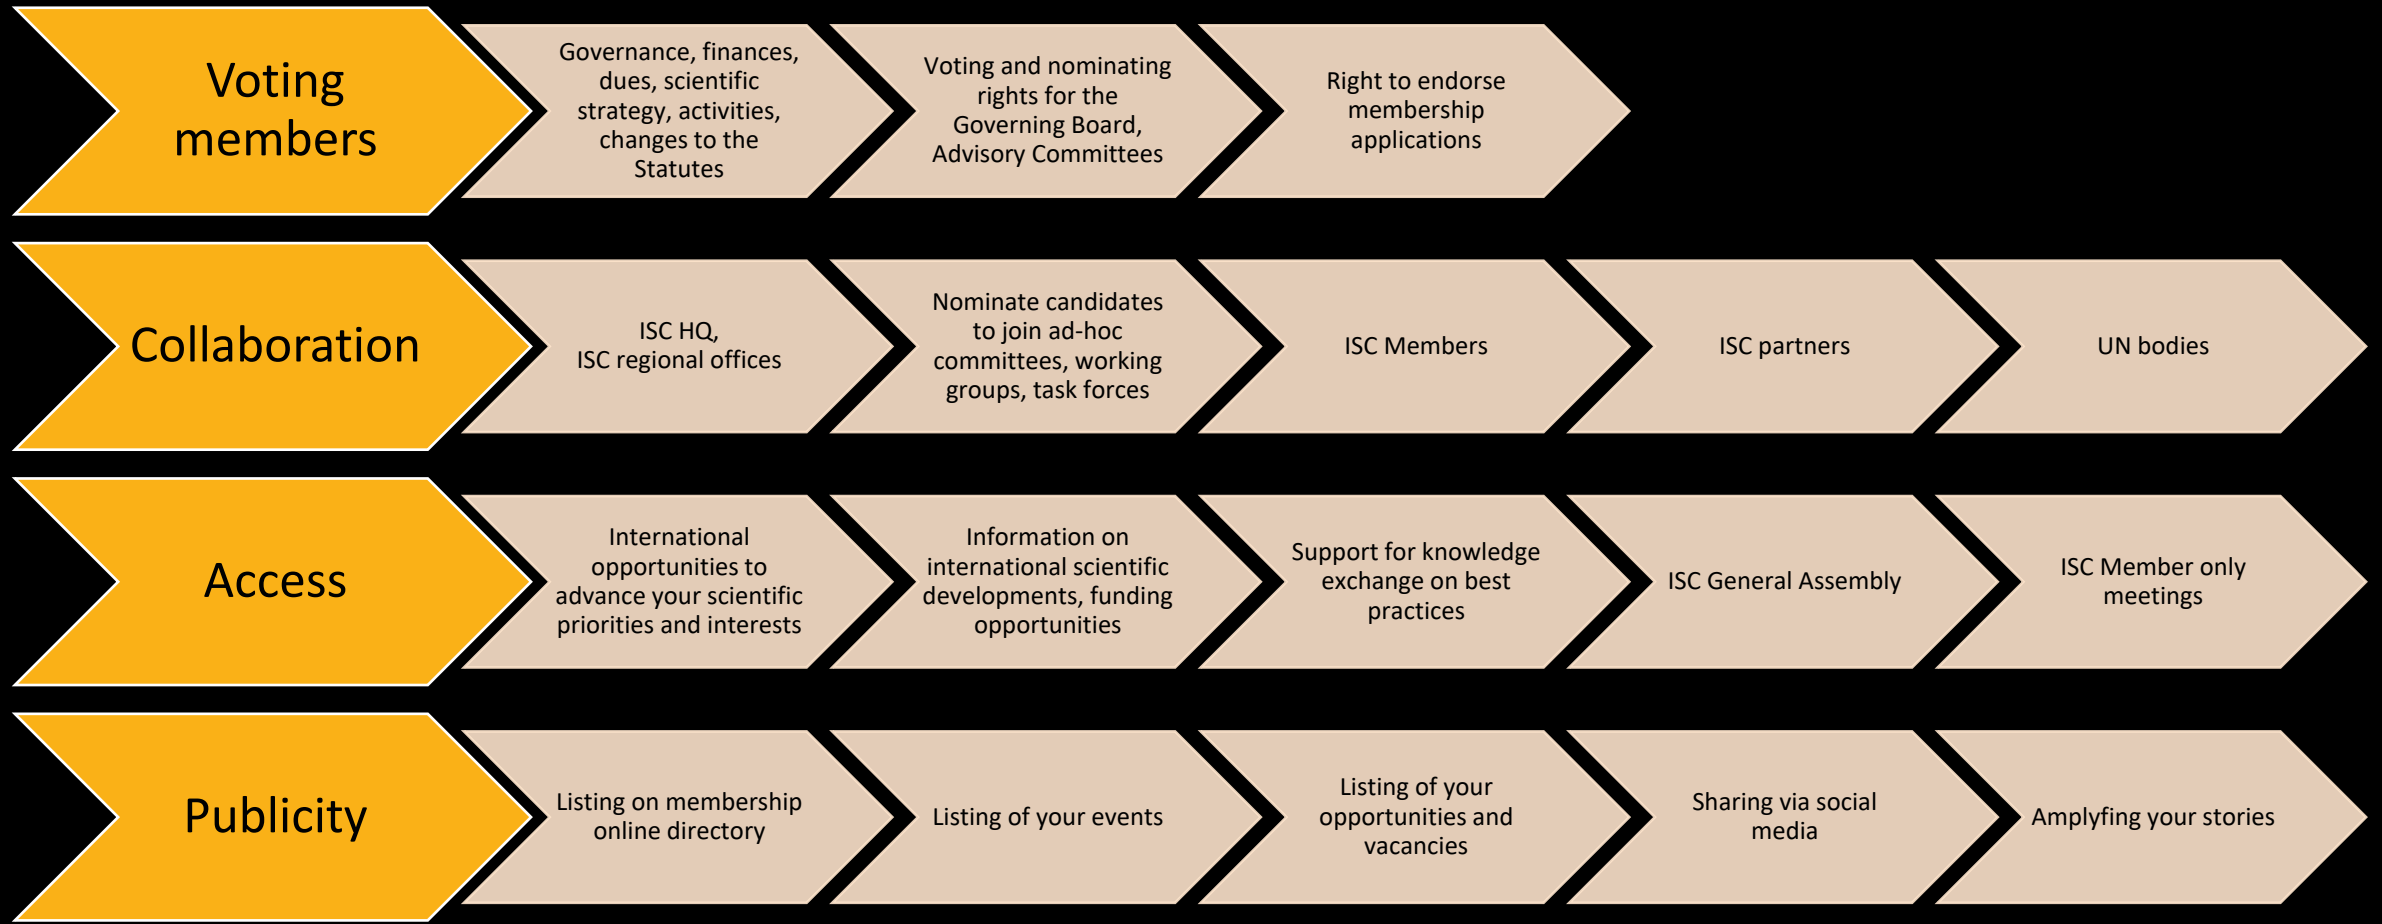 Voting
members
Governance, finances,
dues, scientific
strategy, activities,
changes to the
Statutes
Voting and nominating
rights for the
Governing Board,
Advisory Committees
Right to endorse
membership
applications
Collaboration
ISC HQ,
ISC regional offices
Nominate candidates
to join ad-hoc
committees, working
groups, task forces
ISC Members
ISC partners
UN bodies
Access
International
opportunities to
advance your scientific
priorities and interests
Information on
international scientific
developments, funding
opportunities
Support for knowledge
exchange on best
practices
ISC General Assembly
ISC Member only
meetings
Publicity
Listing on membership
online directory
Listing of your events
Listing of your
opportunities and
vacancies
Sharing via social
media
Amplyfing your stories